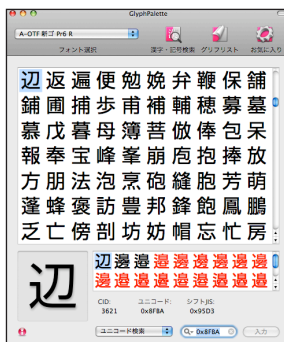 GlyphPalette
A-OTF 新ゴ Pr6 R
フォント選択
漢字・記号検索
グリフリスト
お気に入り
辺返遍便勉娩弁鞭保舗
鋪圃捕歩甫補輔穂募墓
慕戊暮母簿菩倣俸包呆
報奉宝峰峯崩庖抱捧放
方朋法泡烹砲縫胞芳萌
蓬蜂褒訪豊邦鋒飽鳳鵬
乏亡傍剖坊妨帽忘忙房
辺
CID:
3621
ユニコード:
0x8FBA
シフトJIS:
0x95D3
ユニコード検索
0x8FBA
入力